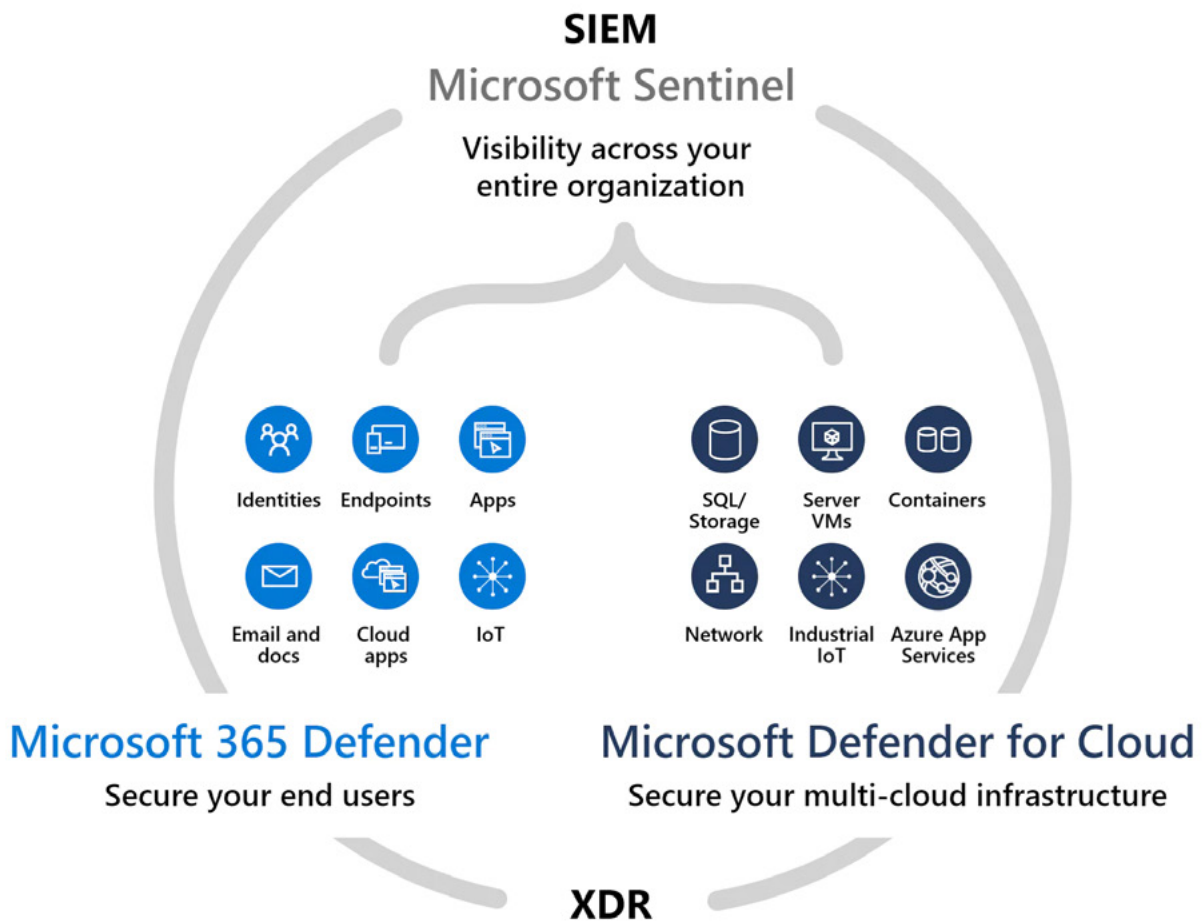 SIEM
Microsoft Sentinel
Visibility across your
entire organization
Identities
Endpoints
Apps
Email and
docs
Cloud
apps
IoT
SQL/
Storage
Server
VMs
Containers
Network
Industrial
IoT
Azure App
Services
Microsoft 365 Defender
Secure your end users
Microsoft Defender for Cloud
Secure your multi-cloud infrastructure
XDR